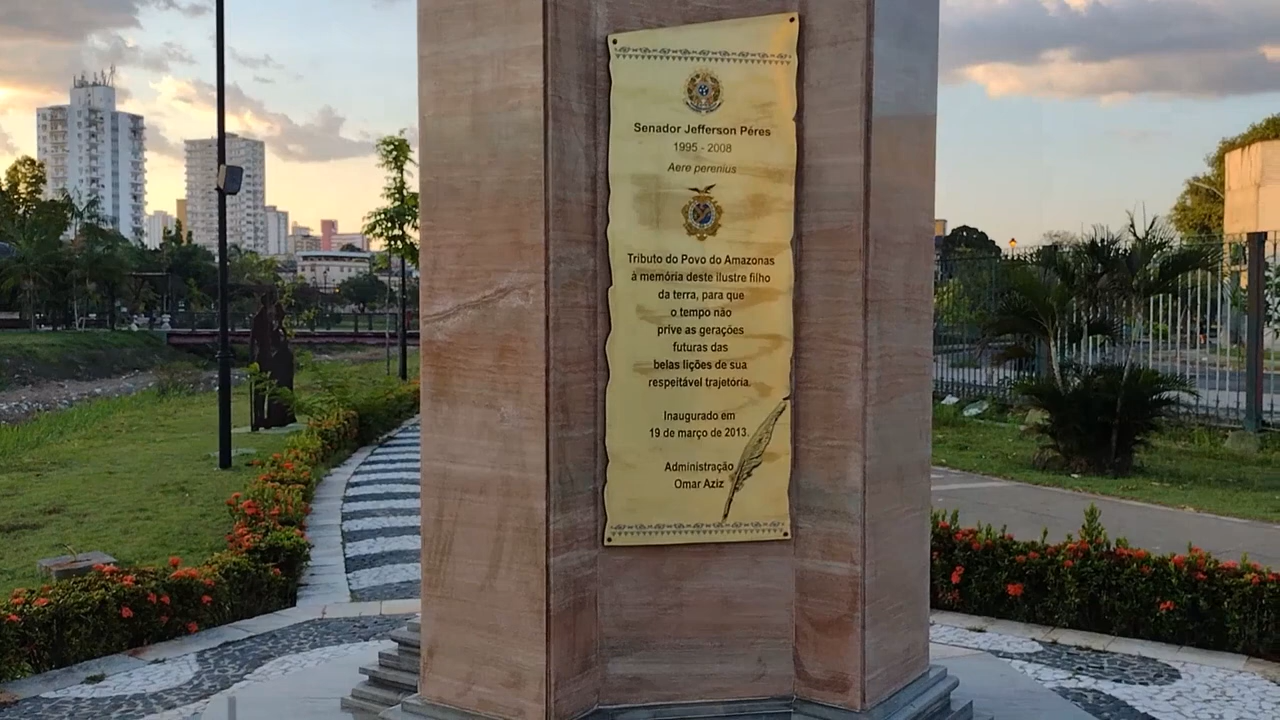 Senador Jefferson Péres
1995 - 2008
Aere perenius
Tributo do Povo do Amazonas
à memória deste ilustre filho
da terra, para que
o tempo não
prive as gerações
futuras das
belas lições de sua
respeitável trajetória.
Inaugurado em
19 de março de 2013.
Administração
Omar Aziz